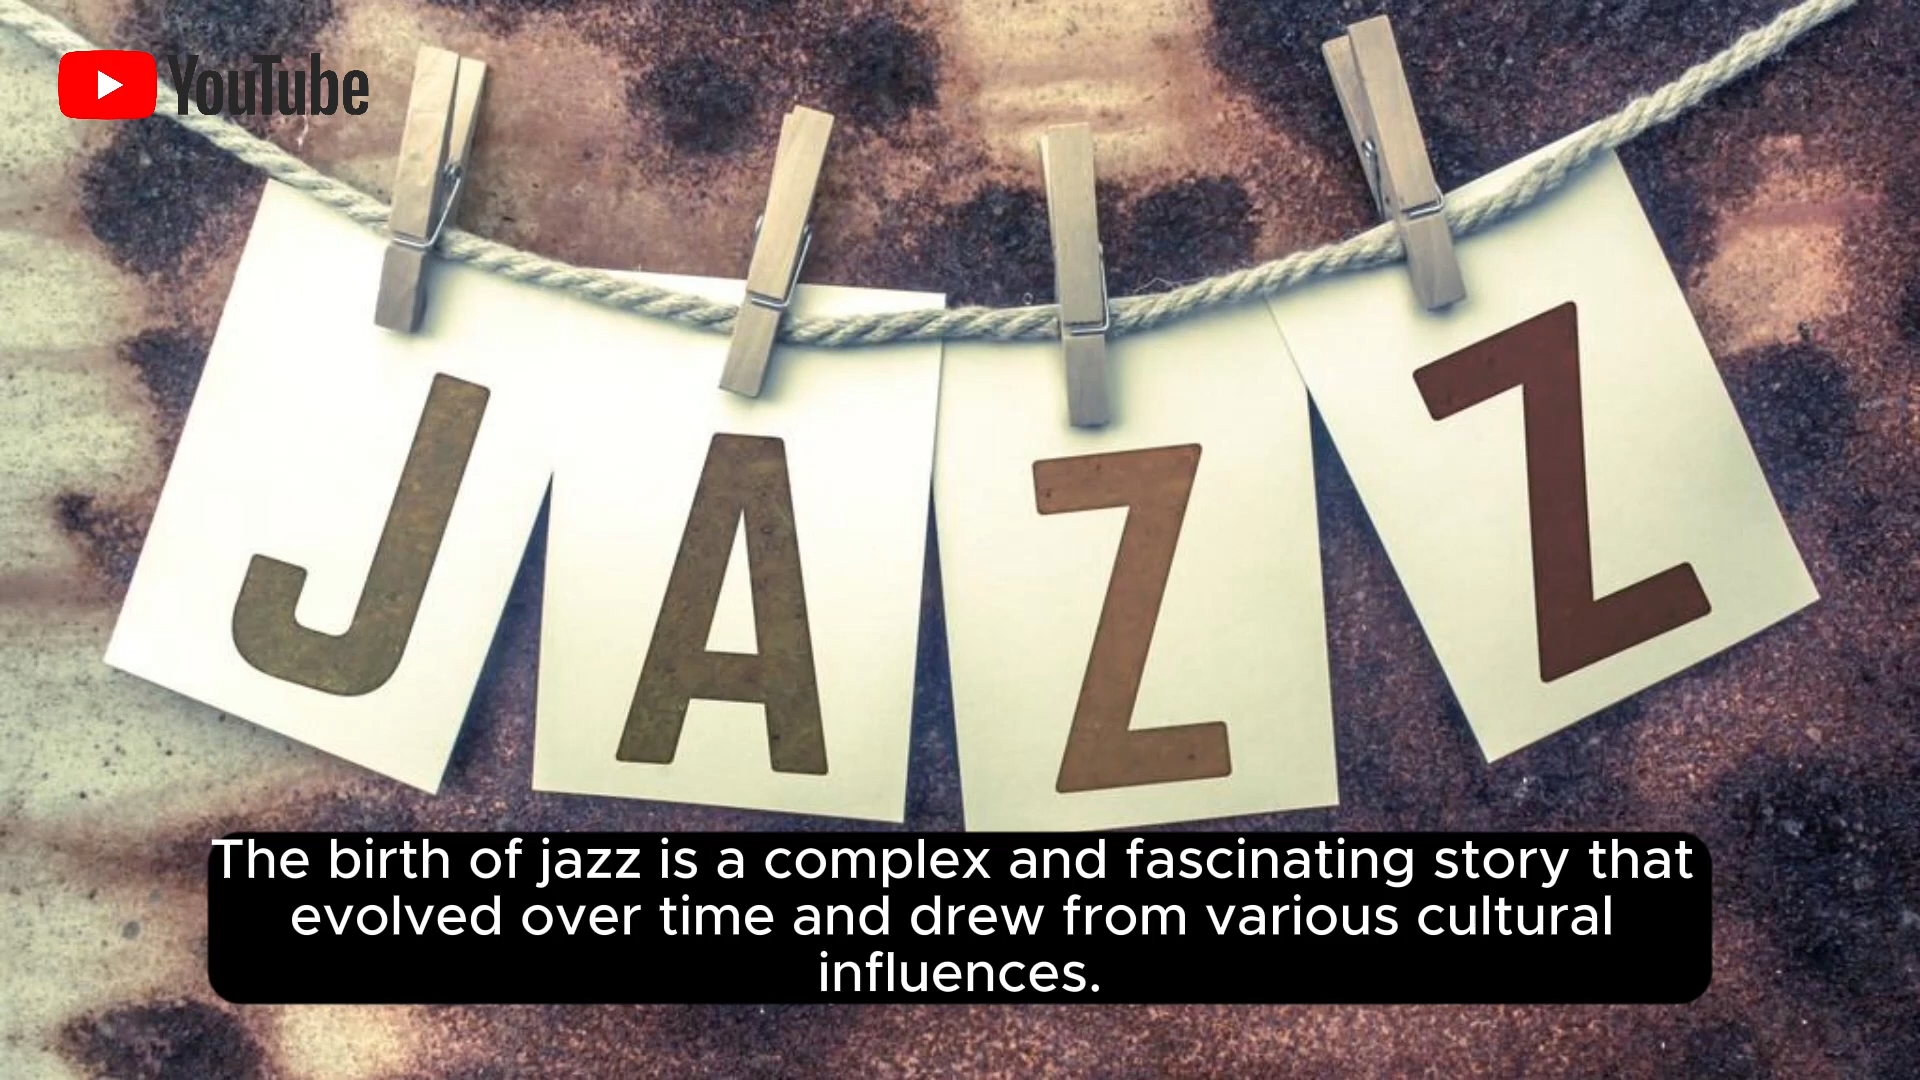 YouTube
JAZZ
The birth of jazz is a complex and fascinating story that
evolved over time and drew from various cultural
influences.